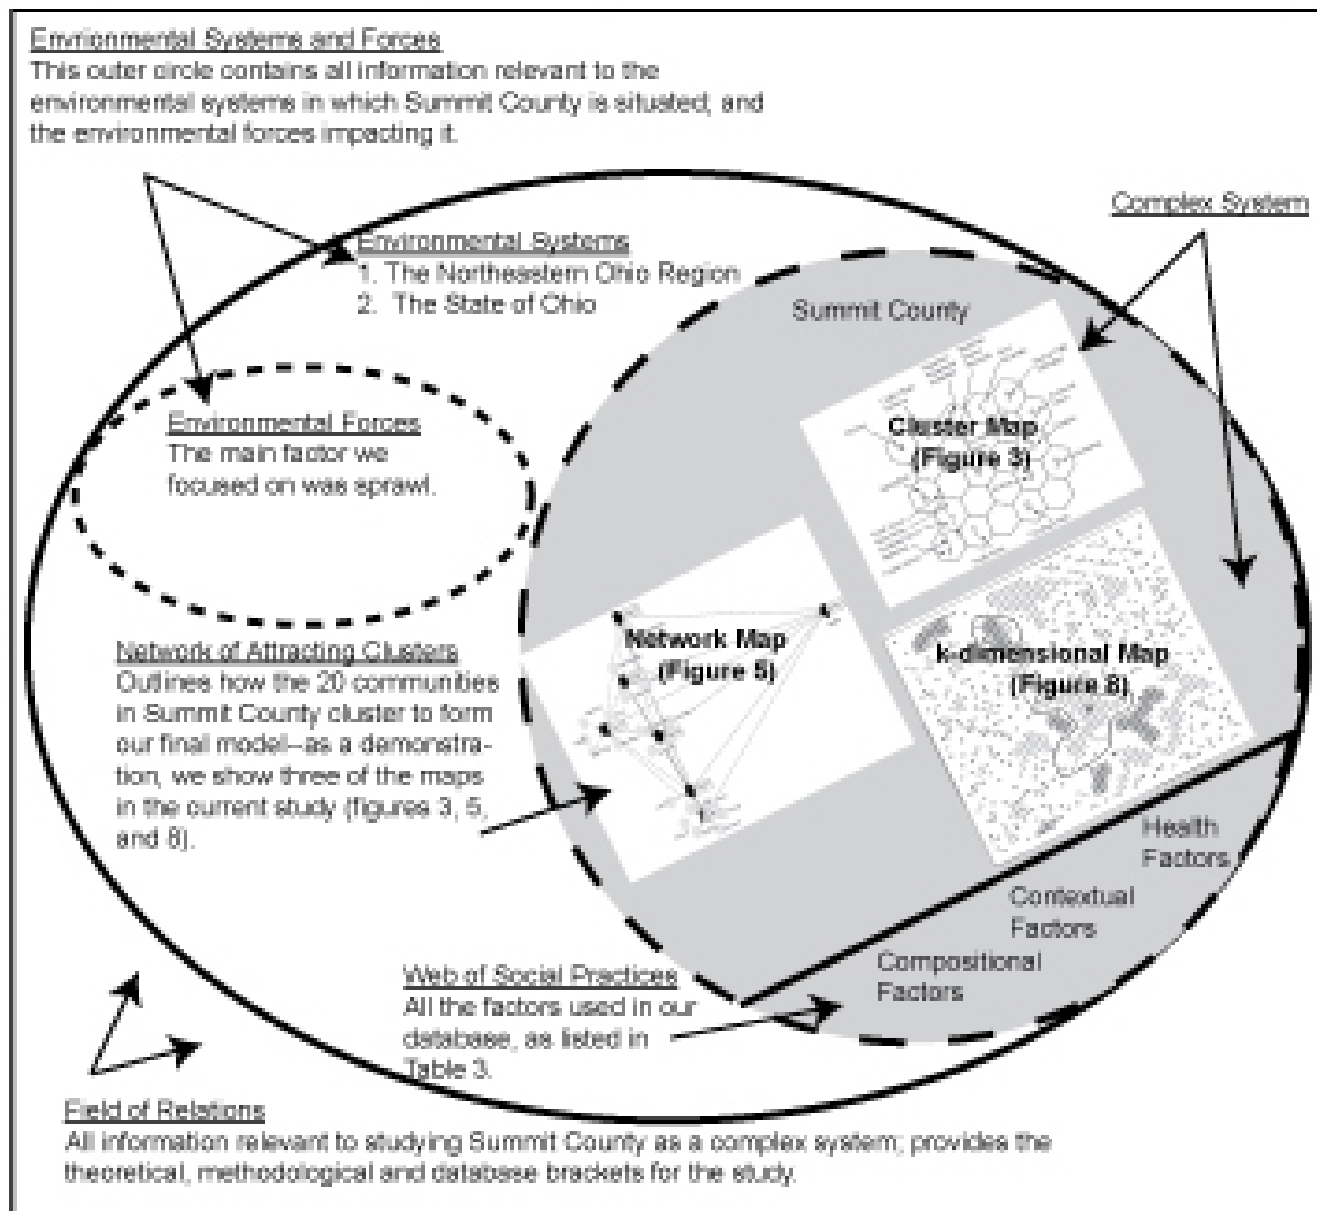 Envrionmental Systems and Forces
This outer circle contains all information relevant to the
environmental systems in which Summit County is situated; and
the environmental forces impacting it.
Complex System
Environmental Systems
1. The Northeastern Ohio Region
2. The State of Ohio
Summit County
Cluster Map
(Figure 3)
Environmental Forces
The main factor we
focused on was sprawl.
Network Map
(Figure 5)
k-dimensional Map
(Figure 8)
Network of Attracting Clusters
Outlines how the 20 communities
in Summit County cluster to form
our final model--as a demonstra-
tion, we show three of the maps
in the current study (figures 3, 5,
and 8).
Health
Factors
Contextual
Factors
Compositional
Factors
Web of Social Practices
All the factors used in our
database, as listed in
Table 3.
Field of Relations
All information relevant to studying Summit County as a complex system; provides the
theoretical, methodological and database brackets for the study.